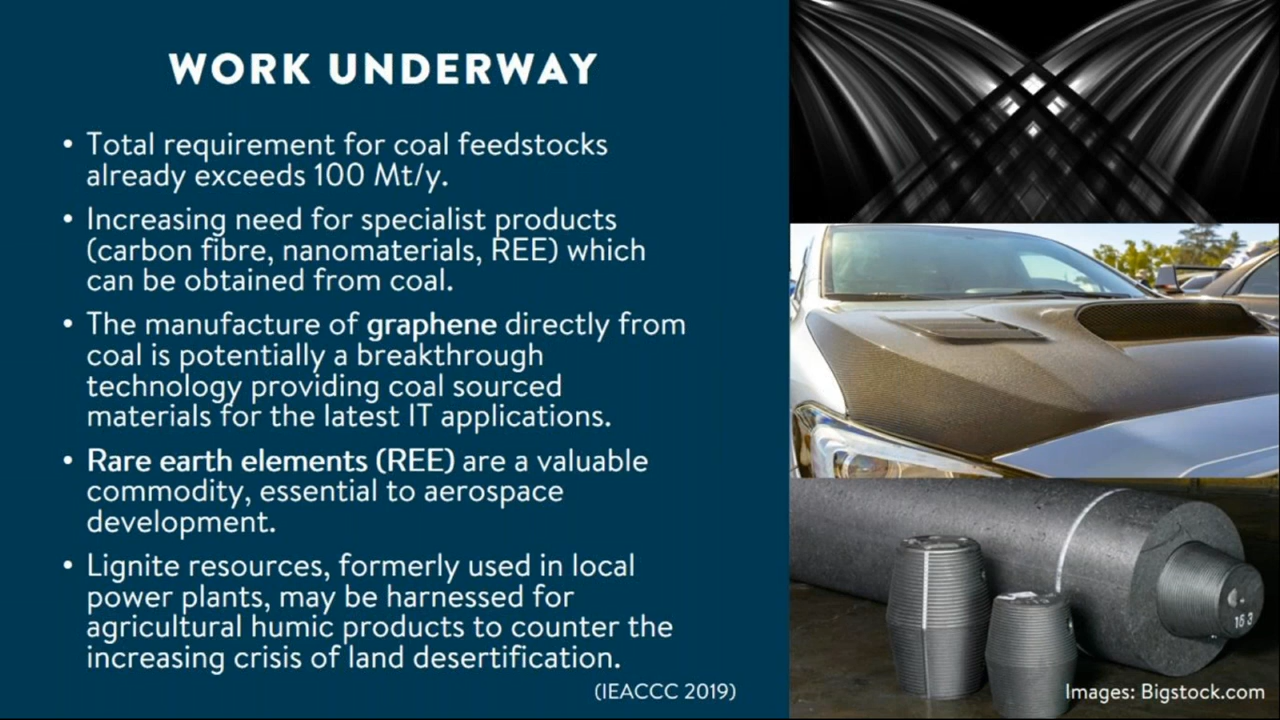 WORK UNDERWAY
• Total requirement for coal feedstocks
already exceeds 100 Mt/y.
• Increasing need for specialist products
(carbon fibre, nanomaterials, REE) which
can be obtained from coal.
• The manufacture of graphene directly from
coal is potentially a breakthrough
technology providing coal sourced
materials for the latest IT applications.
• Rare earth elements (REE) are a valuable
commodity, essential to aerospace
development.
• Lignite resources, formerly used in local
power plants, may be harnessed for
agricultural humic products to counter the
increasing crisis of land desertification.
(IEACCC 2019)
16 3
Images: Bigstock.com